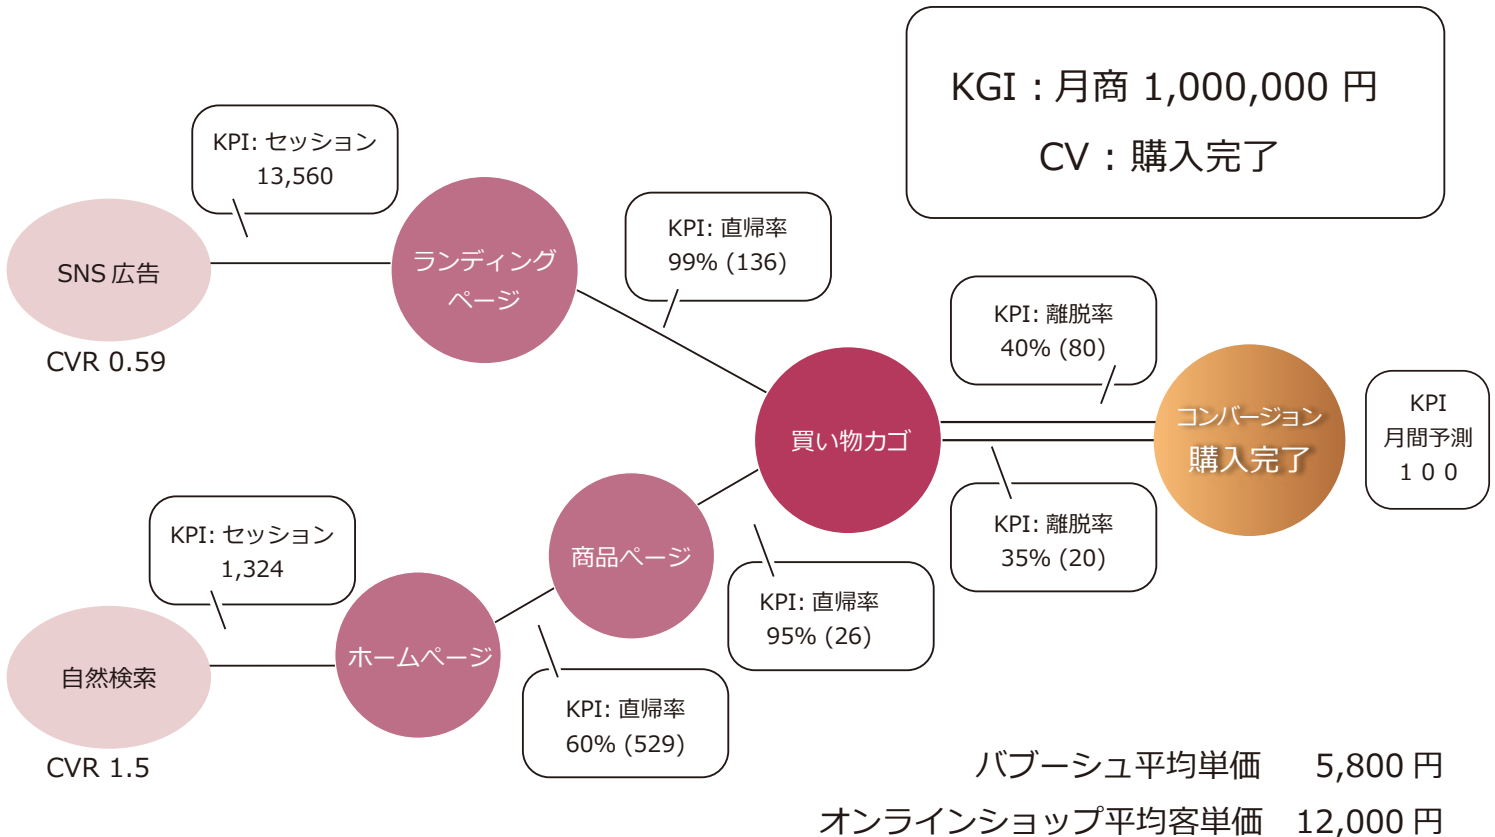 KGI：月商 1,000,000 円
CV：購入完了
KPI: セッション
13,560
SNS 広告
CVR 0.59
ランディング
ページ
KPI: 直帰率
99% (136)
KPI: 離脱率
40% (80)
買い物カゴ
コンバージョン
購入完了
KPI
月間予測
１００
KPI: 離脱率
35% (20)
KPI: セッション
1,324
自然検索
CVR 1.5
ホームページ
商品ページ
KPI: 直帰率
95% (26)
KPI: 直帰率
60% (529)
バブーシュ平均単価　5,800 円
オンラインショップ平均客単価　12,000 円